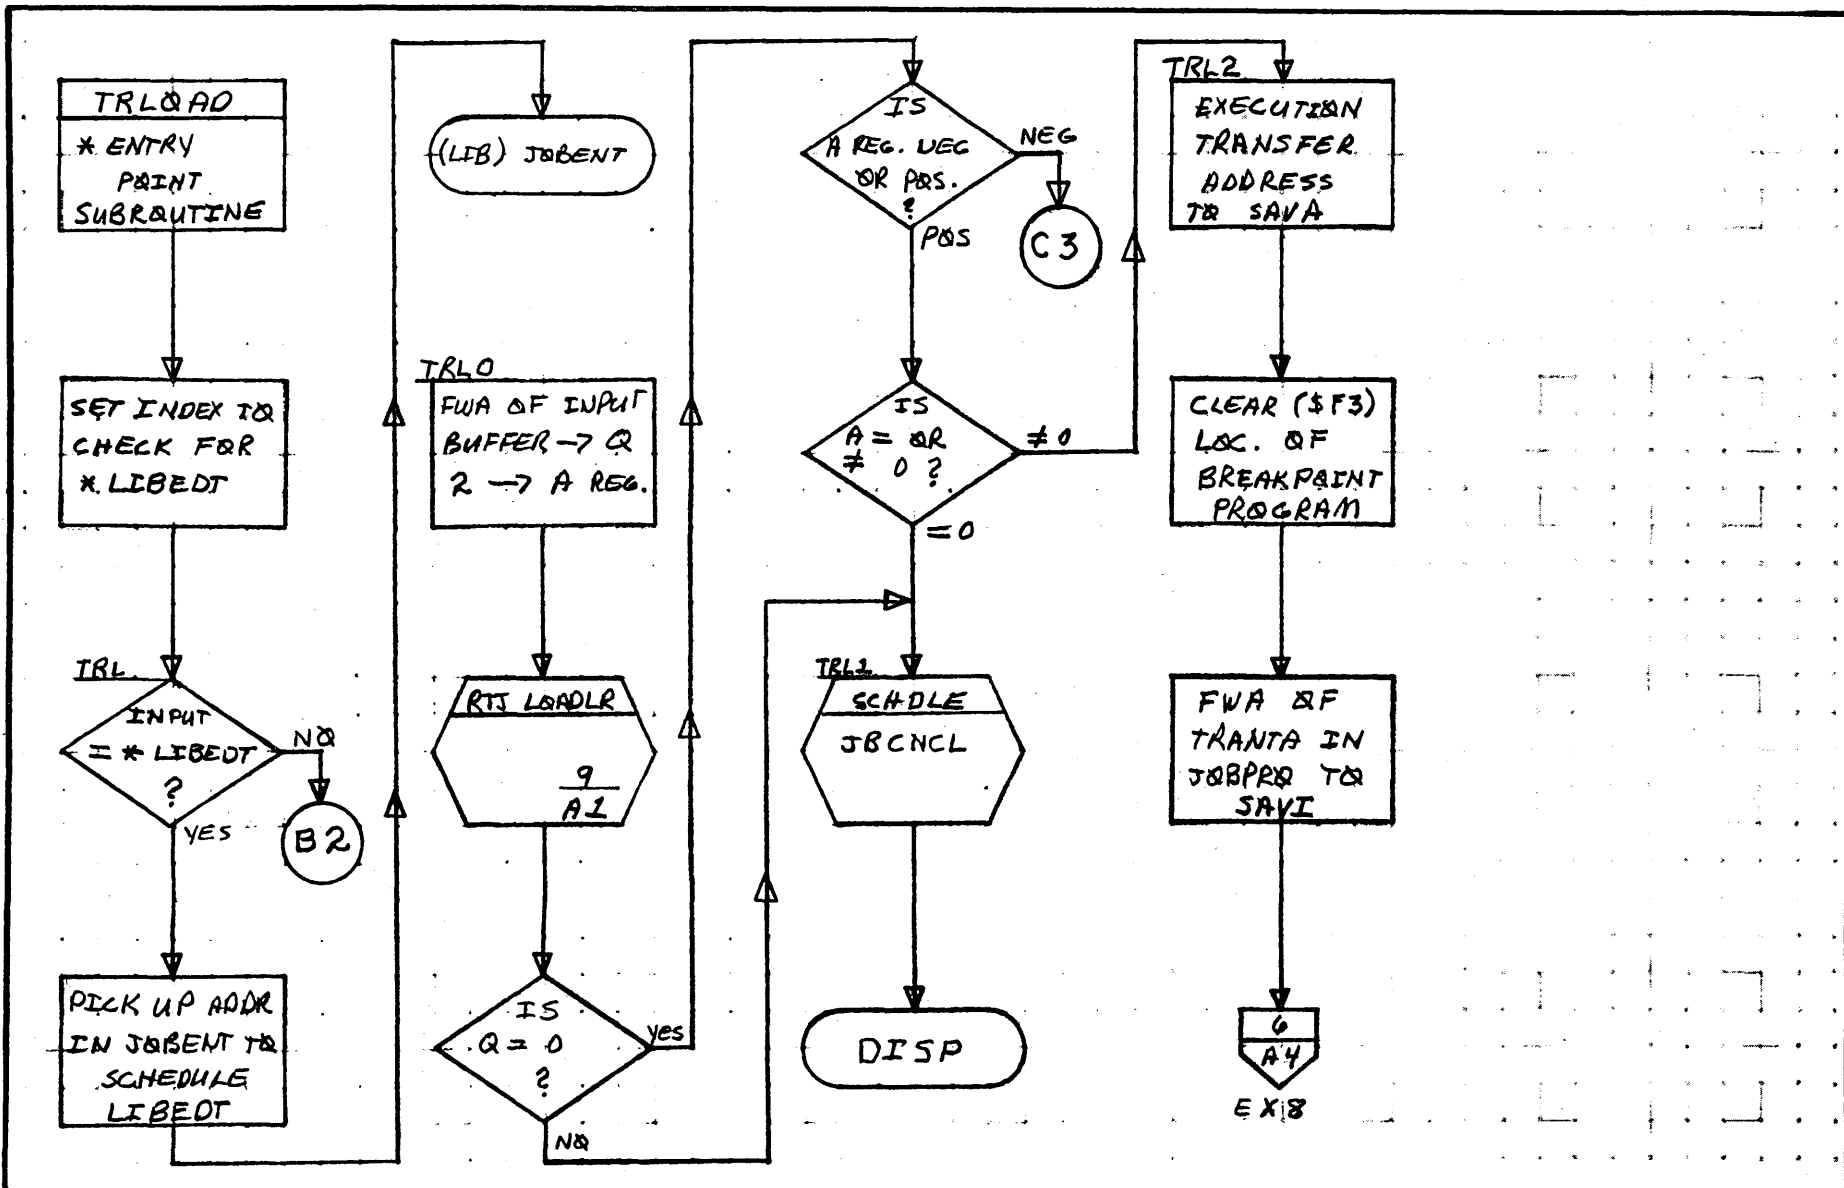 TRLOAD
* ENTRY
POINT
SUBROUTINE
SET INDEX TO
CHECK FOR
*. LIBEDT
TRL
INPUT
= * LIBEDT
?
NO
YES
B2
PICK UP ADDR
IN JOBENT TO
SCHEDULE
LIBEDT
(LIB) JOBENT
TRL0
FWA OF INPUT
BUFFER → Q
2 → A REG.
RTJ LOADLR
9
A1
IS
Q = 0
?
yes
NO
IS
A REG. NEG
OR POS.
?
NEG
POS
C3
IS
A = OR
≠ 0 ?
≠ 0
= 0
TRL1
SCHDLE
JBCNCL
DISP
TRL2
EXECUTION
TRANSFER
ADDRESS
TO SAVA
CLEAR ($F3)
LOC. OF
BREAKPOINT
PROGRAM
FWA OF
TRANTA IN
JOBPRO TO
SAVI
6
A4
EX8